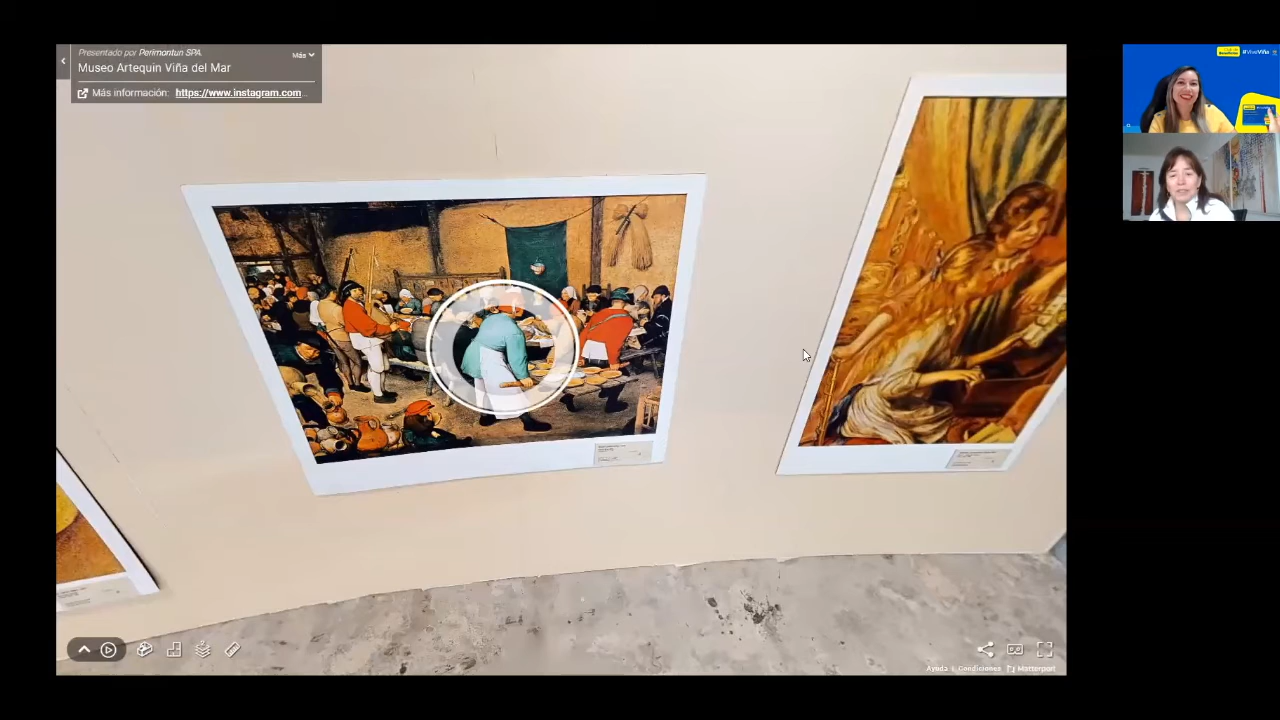 Presentado por Perimontun SPA.
Más
Museo Artequin Viña del Mar
Más información: https://www.instagram.com
#ViveViña
Ayuda | Condiciones
Matterport